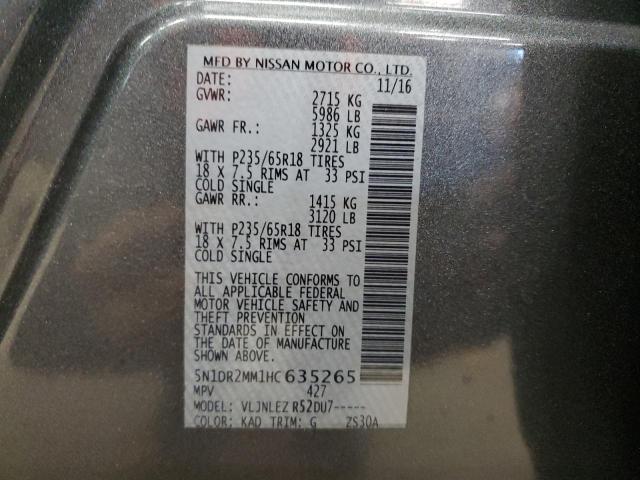 MFD BY NISSAN MOTOR CO., LTD.
DATE: 11/16
GVWR: 2715 KG
5986 LB
GAWR FR.: 1325 KG
2921 LB
WITH P235/65R18 TIRES
18 X 7.5 RIMS AT 33 PSI
COLD SINGLE
GAWR RR.: 1415 KG
3120 LB
WITH P235/65R18 TIRES
18 X 7.5 RIMS AT 33 PSI
COLD SINGLE
THIS VEHICLE CONFORMS TO
ALL APPLICABLE FEDERAL
MOTOR VEHICLE SAFETY AND
THEFT PREVENTION
STANDARDS IN EFFECT ON
THE DATE OF MANUFACTURE
SHOWN ABOVE.
5N1DR2MM1HC635265
MPV 427
MODEL: VLJNLEZ R52DU7-----
COLOR: KAD TRIM: G ZS30A